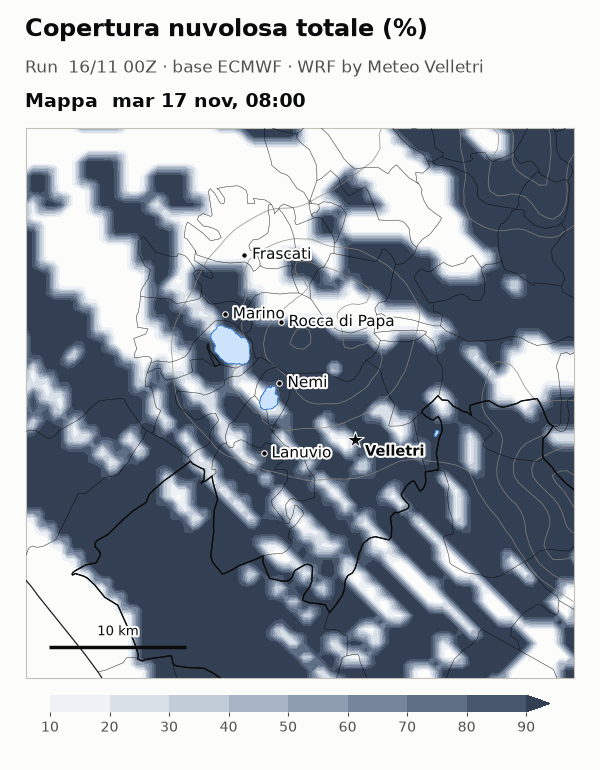 Copertura nuvolosa totale (%)
Run  16/11 00Z · base ECMWF · WRF by Meteo Velletri
Mappa  mar 17 nov, 08:00
Frascati
Marino
Rocca di Papa
Nemi
Velletri
Lanuvio
10 km
10 20 30 40 50 60 70 80 90